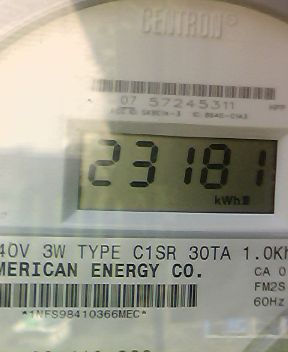 CENTRON®
07 57245311
23181
kWh
40V 3W TYPE C1SR 30TA 1.0Kh
MERICAN ENERGY CO.
CA 0
FM2S
60Hz
*1NFS98410366MEC*